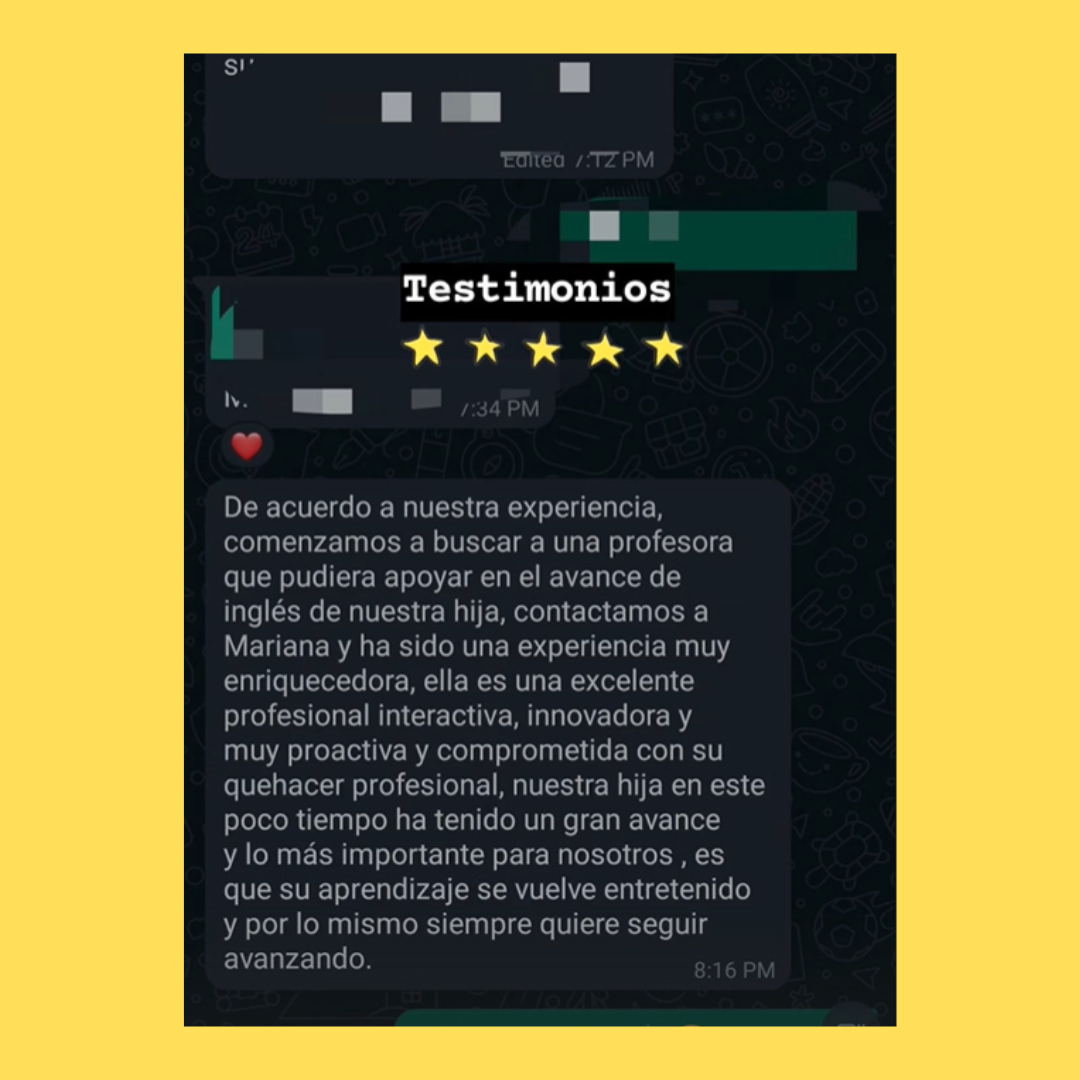 Edited 7:12 PM
Testimonios
7:34 PM
De acuerdo a nuestra experiencia,
comenzamos a buscar a una profesora
que pudiera apoyar en el avance de
inglés de nuestra hija, contactamos a
Mariana y ha sido una experiencia muy
enriquecedora, ella es una excelente
profesional interactiva, innovadora y
muy proactiva y comprometida con su
quehacer profesional, nuestra hija en este
poco tiempo ha tenido un gran avance
y lo más importante para nosotros , es
que su aprendizaje se vuelve entretenido
y por lo mismo siempre quiere seguir
avanzando.
8:16 PM